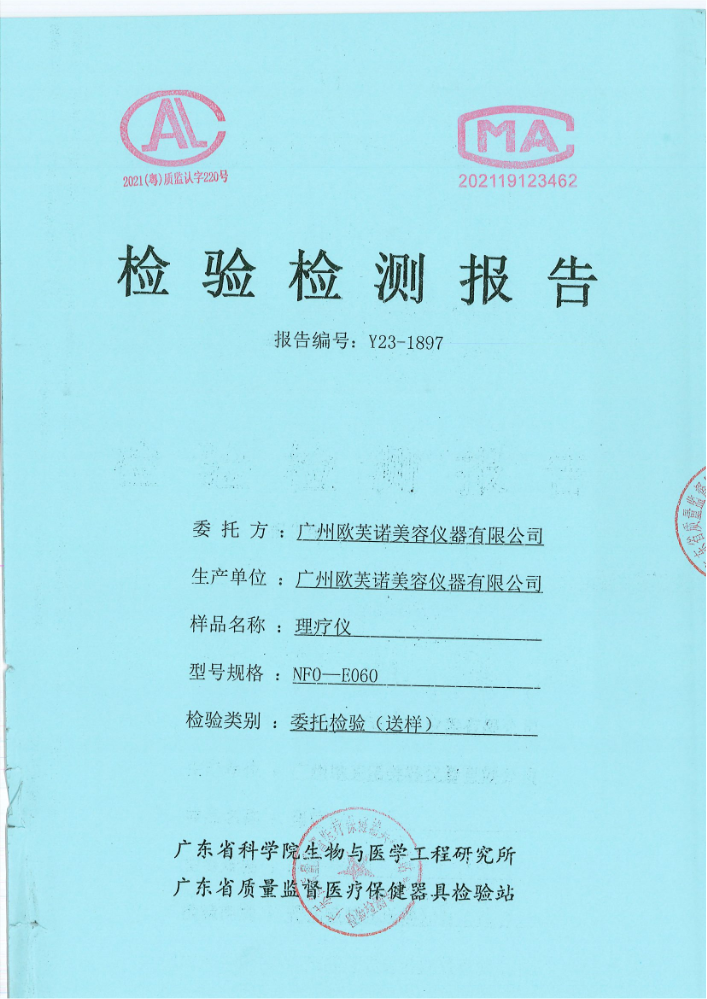 CAL
CMA
2021(粤)质监认字220号
202119123462
检验检测报告
报告编号：Y23-1897
委托方：广州欧芙诺美容仪器有限公司
生产单位：广州欧芙诺美容仪器有限公司
样品名称：理疗仪
型号规格：NFO—E060
检验类别：委托检验（送样）
广东省科学院生物与医学工程研究所
广东省质量监督医疗保健器具检验站